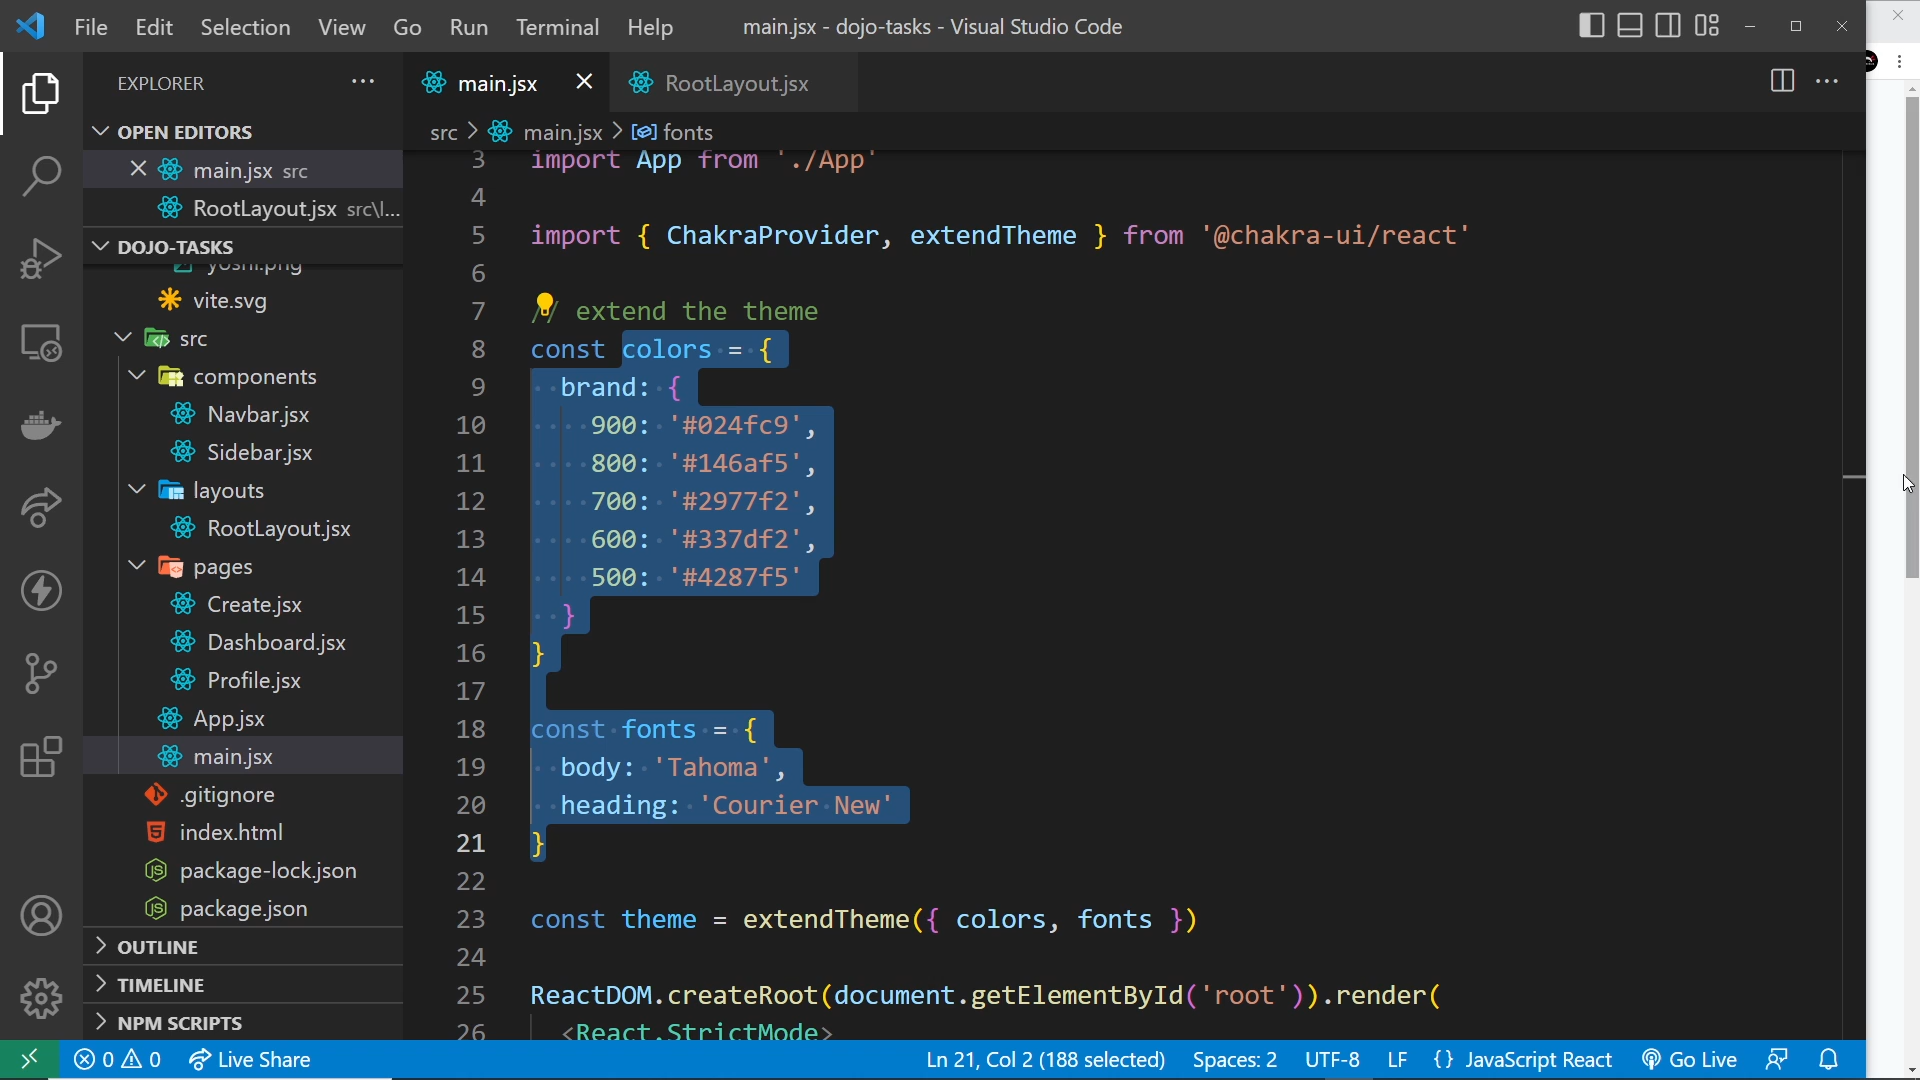 File Edit Selection View Go Run Terminal Help main.jsx - dojo-tasks - Visual Studio Code
EXPLORER
OPEN EDITORS
main.jsx src
RootLayout.jsx src\l...
DOJO-TASKS
yoshi.png
vite.svg
src
components
Navbar.jsx
Sidebar.jsx
layouts
RootLayout.jsx
pages
Create.jsx
Dashboard.jsx
Profile.jsx
App.jsx
main.jsx
.gitignore
index.html
package-lock.json
package.json
OUTLINE
TIMELINE
NPM SCRIPTS
main.jsx RootLayout.jsx
src > main.jsx > fonts
3 import App from './App'
4
5 import { ChakraProvider, extendTheme } from '@chakra-ui/react'
6
7 // extend the theme
8 const colors = {
9 brand: {
10 900: '#024fc9',
11 800: '#146af5',
12 700: '#2977f2',
13 600: '#337df2',
14 500: '#4287f5'
15 }
16 }
17
18 const fonts = {
19 body: 'Tahoma',
20 heading: 'Courier New'
21 }
22
23 const theme = extendTheme({ colors, fonts })
24
25 ReactDOM.createRoot(document.getElementById('root')).render(
26 <React.StrictMode>
0 0 Live Share Ln 21, Col 2 (188 selected) Spaces: 2 UTF-8 LF {} JavaScript React Go Live